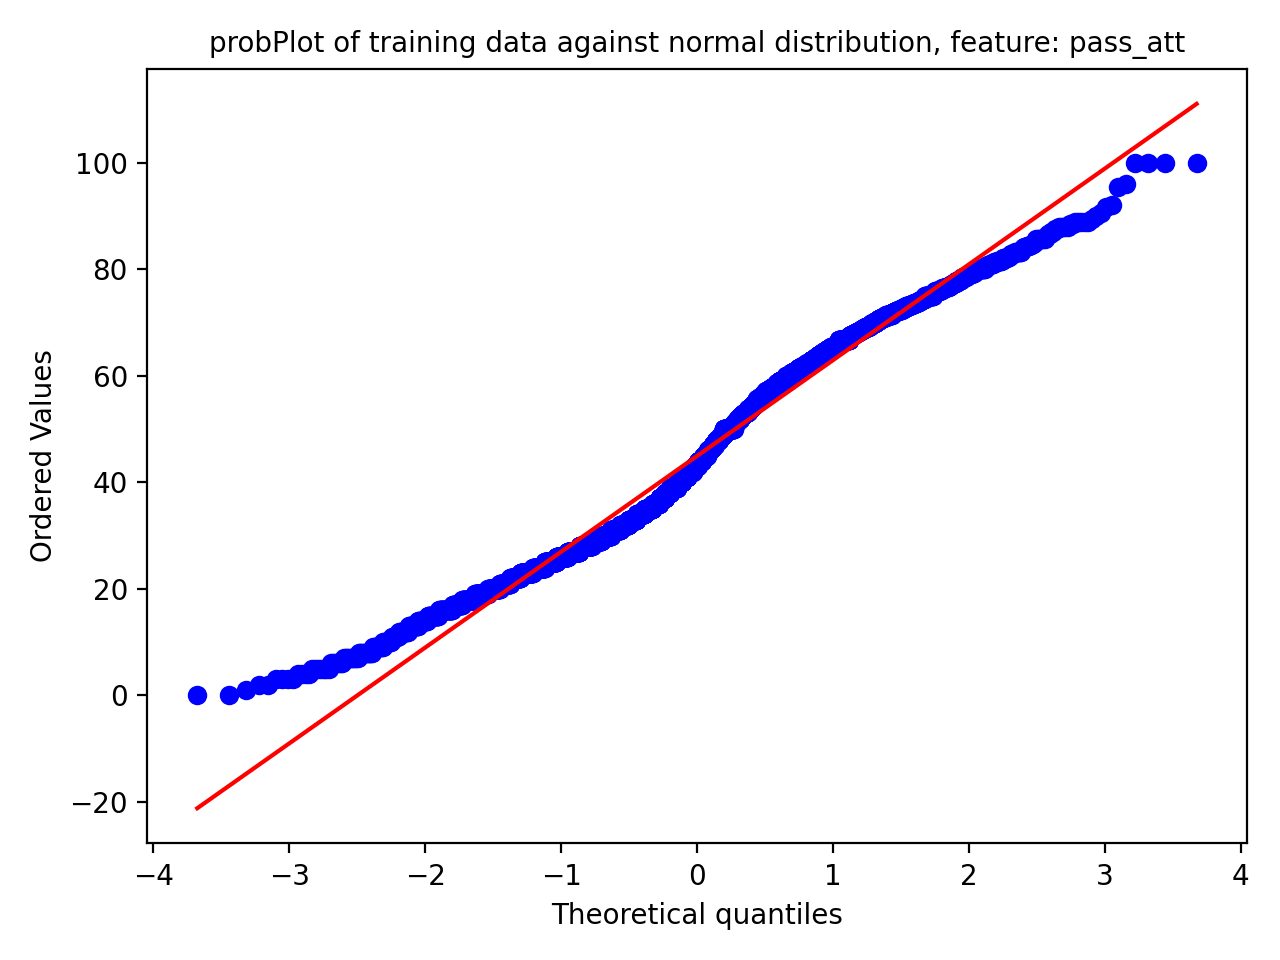 probPlot of training data against normal distribution, feature: pass_att
Ordered Values
100
80
60
40
20
0
−20
−4 −3 −2 −1 0 1 2 3 4
Theoretical quantiles